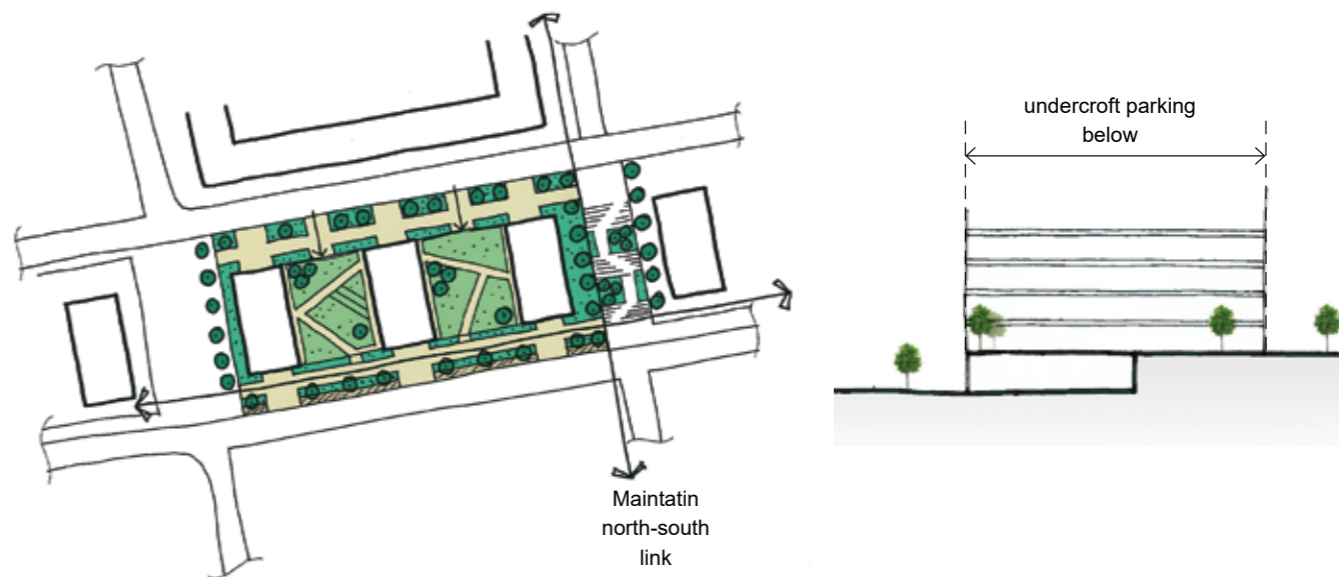 undercroft parking
below
Maintatin
north-south
link